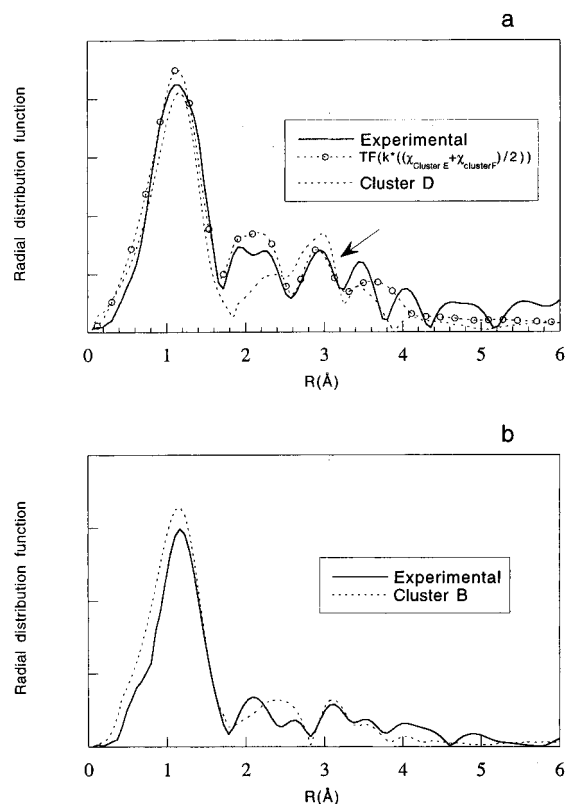 a
Radial distribution function
Experimental
TF(k*((χCluster E+χclusterF)/2))
Cluster D
0 1 2 3 4 5 6
R(Å)
b
Radial distribution function
Experimental
Cluster B
0 1 2 3 4 5 6
R(Å)